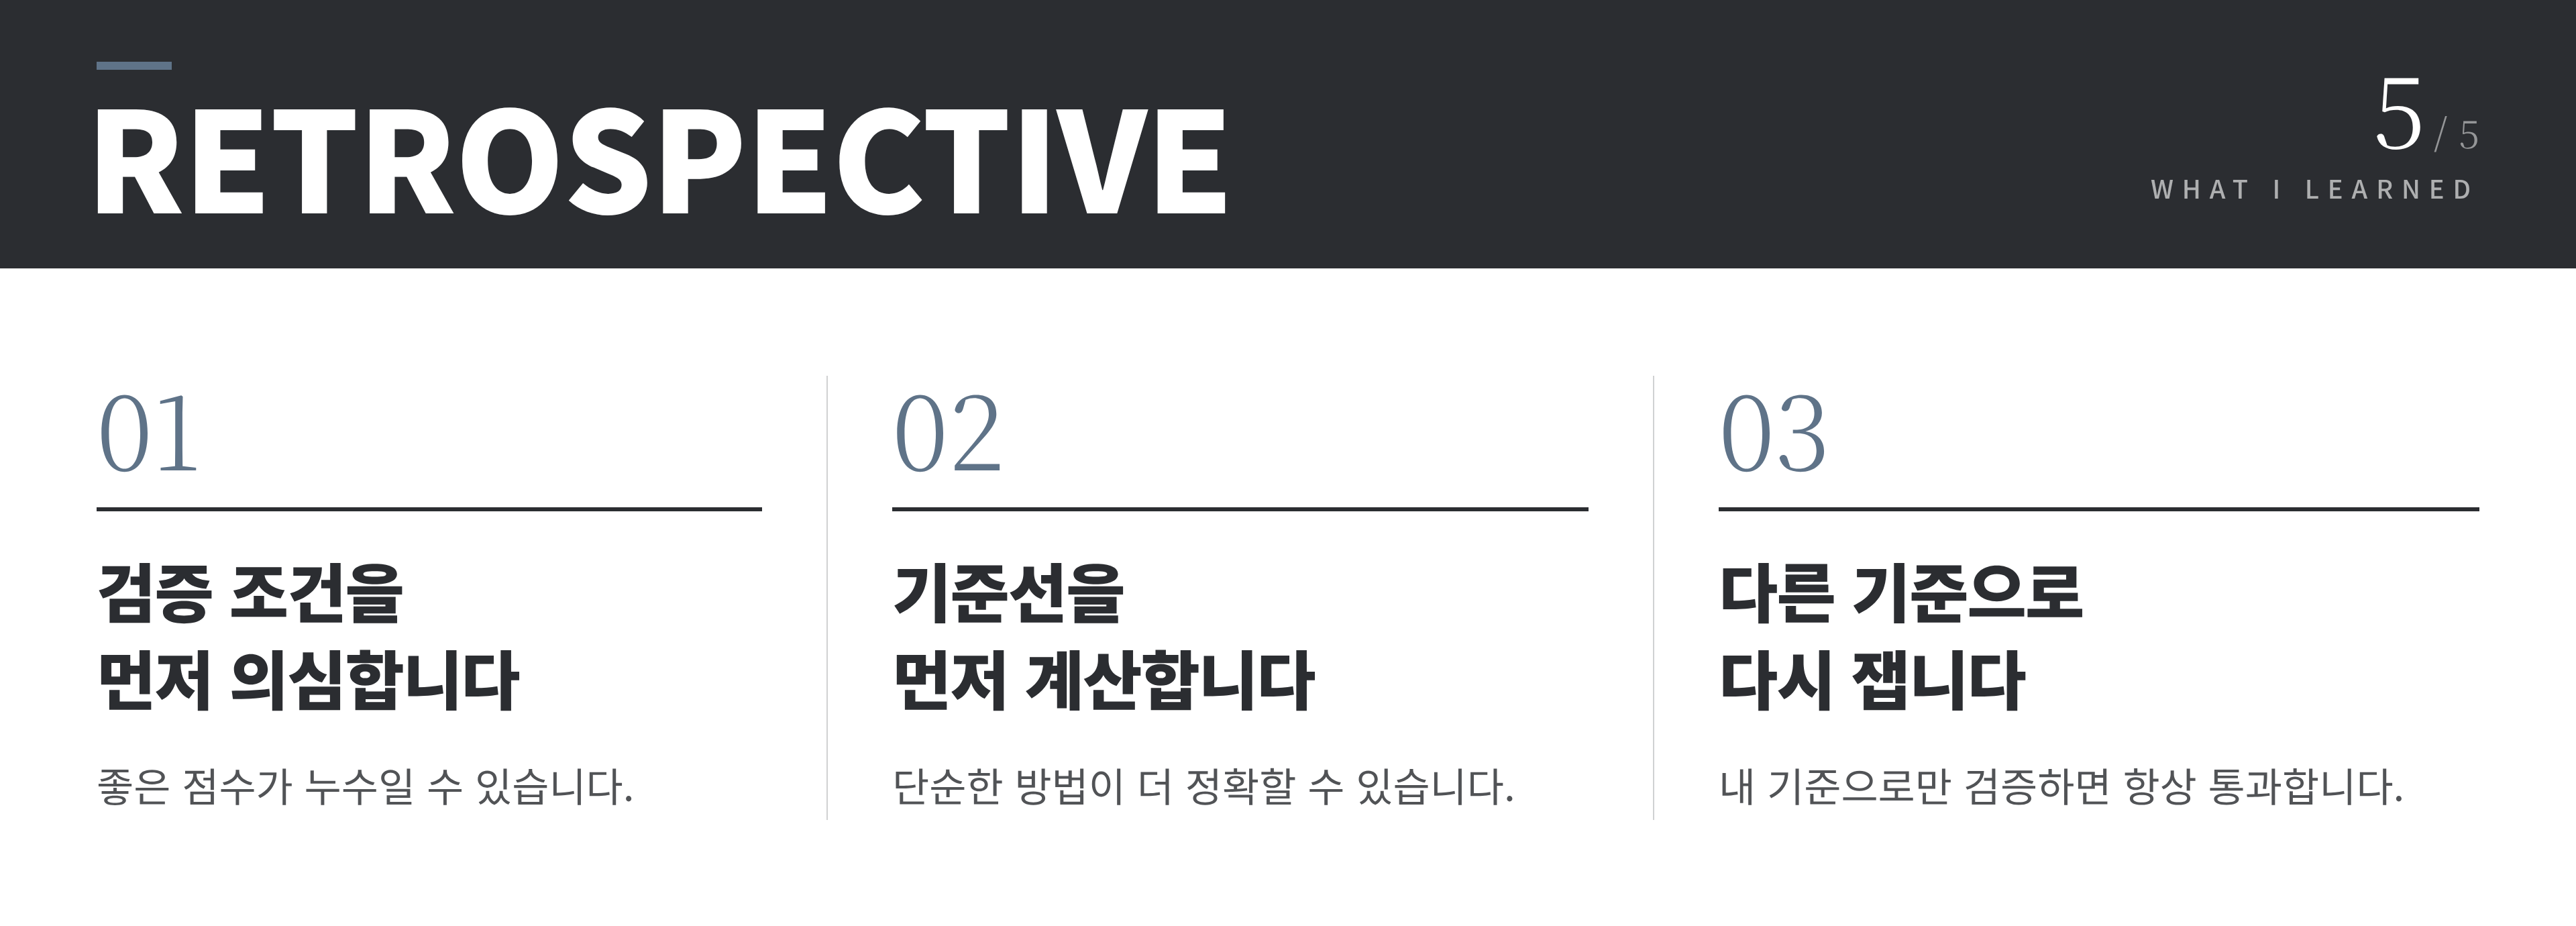 RETROSPECTIVE
5 / 5
WHAT I LEARNED
01
검증 조건을
먼저 의심합니다
좋은 점수가 누수일 수 있습니다.
02
기준선을
먼저 계산합니다
단순한 방법이 더 정확할 수 있습니다.
03
다른 기준으로
다시 잽니다
내 기준으로만 검증하면 항상 통과합니다.